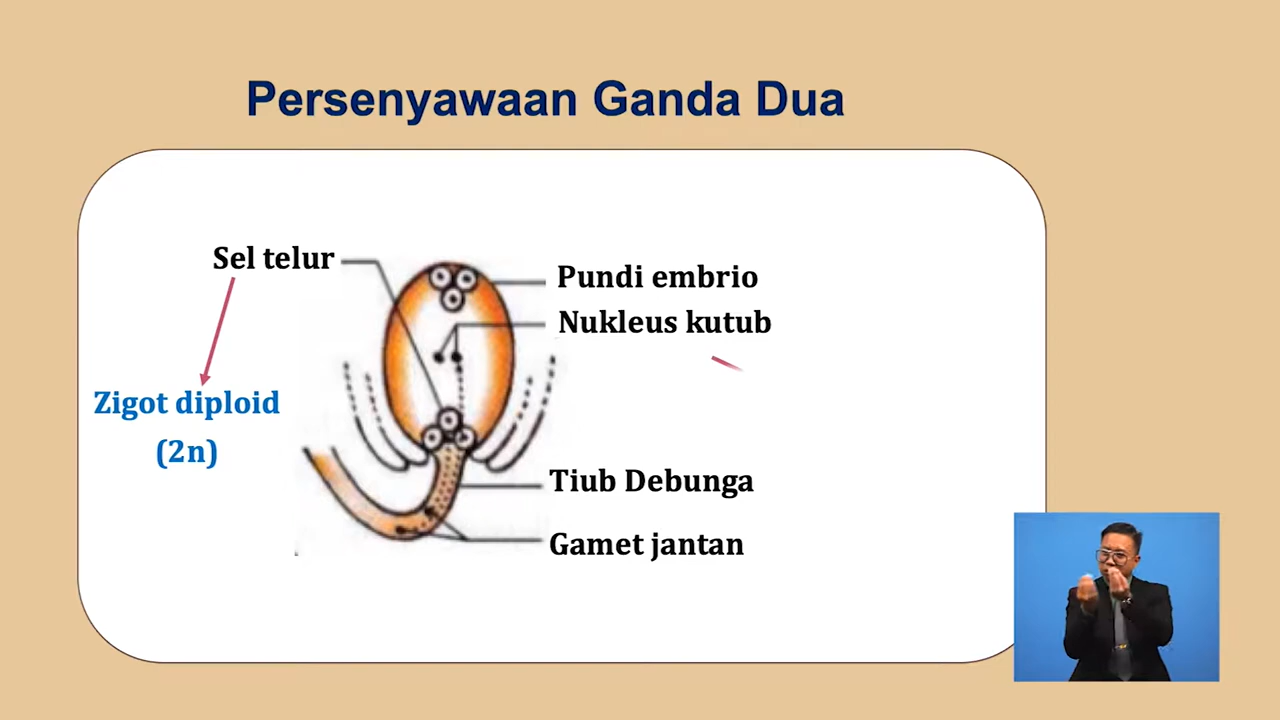 Persenyawaan Ganda Dua
Sel telur
Pundi embrio
Nukleus kutub
Zigot diploid
(2n)
Tiub Debunga
Gamet jantan